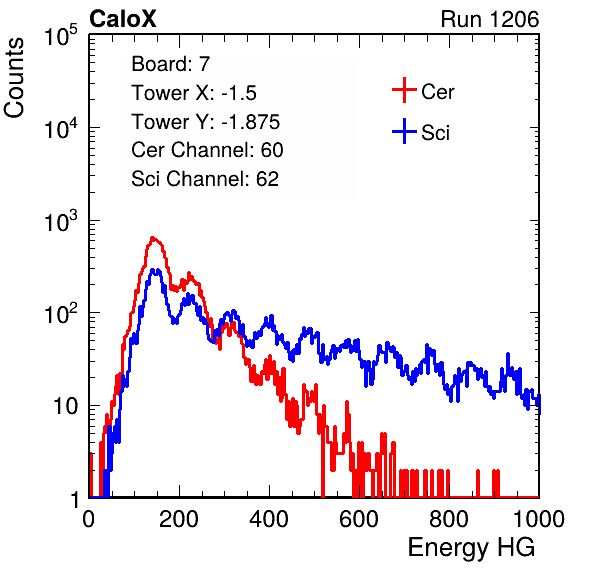 CaloX Run 1206
Counts
Board: 7
Tower X: -1.5
Tower Y: -1.875
Cer Channel: 60
Sci Channel: 62
Cer
Sci
10^5
10^4
10^3
10^2
10
1
0 200 400 600 800 1000
Energy HG